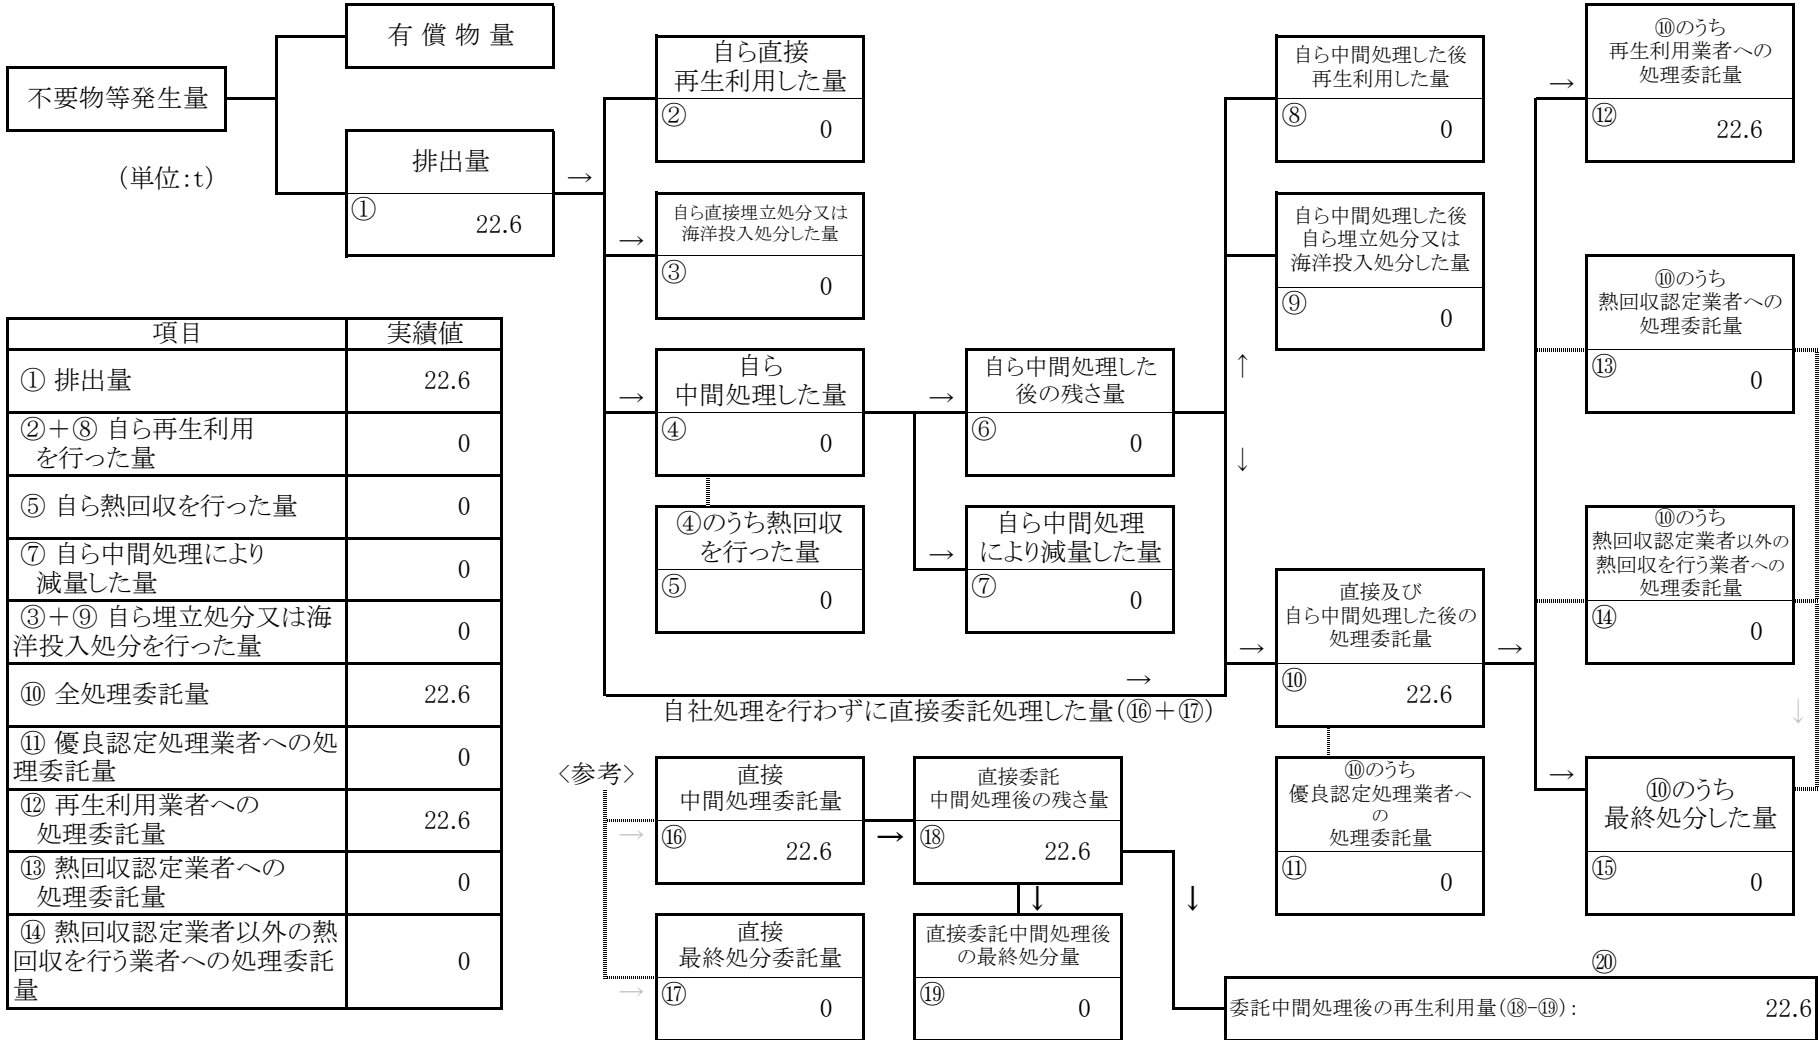 有 償 物 量
不要物等発生量
(単位:t)
排出量
①
22.6
→
自ら直接
再生利用した量
②
0
→
自ら直接埋立処分又は
海洋投入処分した量
③
0
→
自ら
中間処理した量
④
0
④のうち熱回収
を行った量
⑤
0
→
自ら中間処理した
後の残さ量
⑥
0
→
自ら中間処理
により減量した量
⑦
0
自ら中間処理した後
再生利用した量
⑧
0
自ら中間処理した後
自ら埋立処分又は
海洋投入処分した量
⑨
0
↑
↓
→
自社処理を行わずに直接委託処理した量(⑯+⑰)
→
直接及び
自ら中間処理した後の
処理委託量
⑩
22.6
→
⑩のうち
優良認定処理業者へ
の
処理委託量
⑪
0
→
⑩のうち
再生利用業者への
処理委託量
⑫
22.6
⑩のうち
熱回収認定業者への
処理委託量
⑬
0
⑩のうち
熱回収認定業者以外の
熱回収を行う業者への
処理委託量
⑭
0
↓
→
⑩のうち
最終処分した量
⑮
0
項目 実績値
① 排出量 22.6
②+⑧ 自ら再生利用
を行った量
0
⑤ 自ら熱回収を行った量 0
⑦ 自ら中間処理により
減量した量
0
③+⑨ 自ら埋立処分又は海
洋投入処分を行った量
0
⑩ 全処理委託量 22.6
⑪ 優良認定処理業者への処
理委託量
0
⑫ 再生利用業者への
処理委託量
22.6
⑬ 熱回収認定業者への
処理委託量
0
⑭ 熱回収認定業者以外の熱
回収を行う業者への処理委託
量
0
<参考>
→
直接
中間処理委託量
⑯
22.6
→
直接委託
中間処理後の残さ量
⑱
22.6
↓
↓
→
直接
最終処分委託量
⑰
0
直接委託中間処理後
の最終処分量
⑲
0
⑳
委託中間処理後の再生利用量(⑱-⑲): 22.6